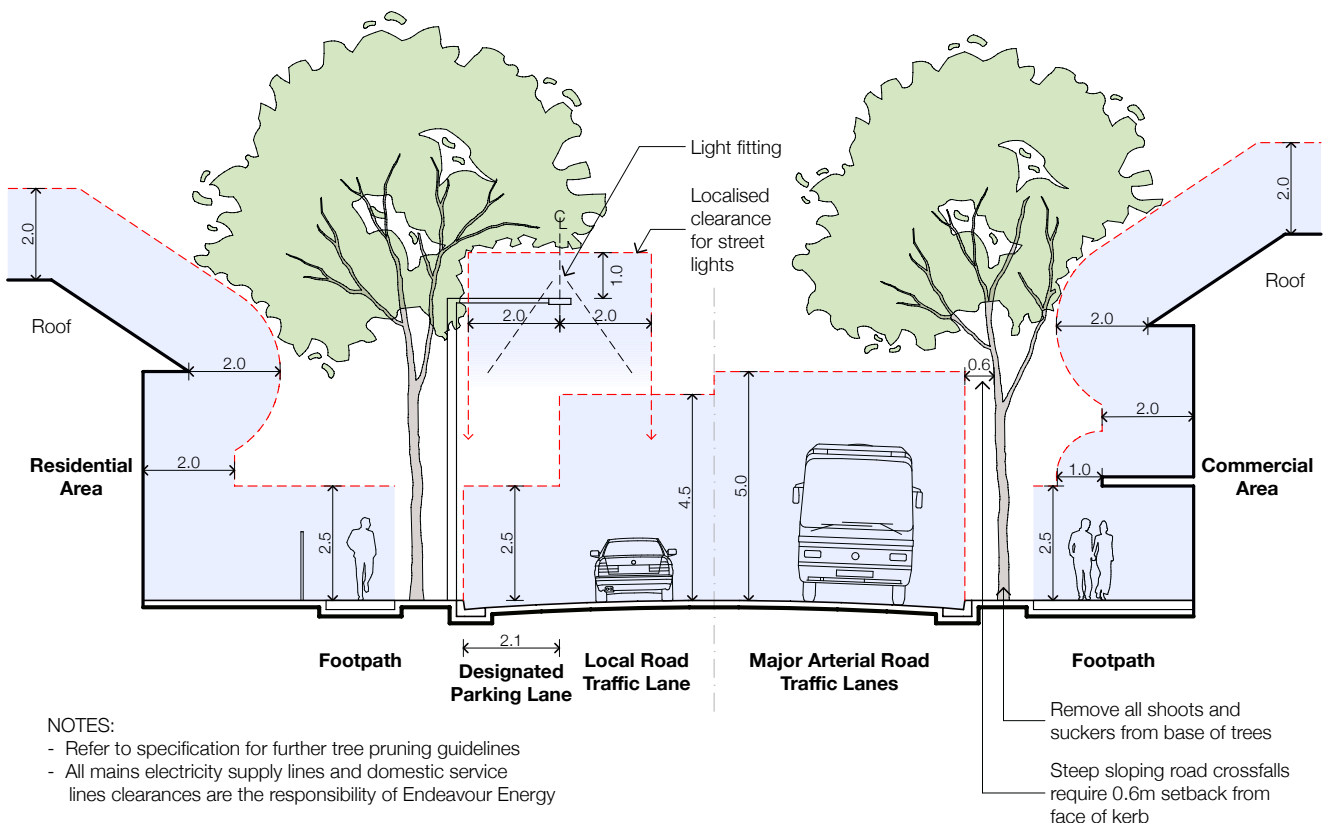 Light fitting
Localised
clearance
for street
lights
℄
2.0
Roof
2.0
2.0
Residential
Area
2.5
1.0
2.0
2.0
2.5
4.5
5.0
0.6
2.0
Roof
2.0
2.0
1.0
2.5
Commercial
Area
2.1
Footpath
Designated
Parking Lane
Local Road
Traffic Lane
Major Arterial Road
Traffic Lanes
Footpath
Remove all shoots and
suckers from base of trees
Steep sloping road crossfalls
require 0.6m setback from
face of kerb
NOTES:
- Refer to specification for further tree pruning guidelines
- All mains electricity supply lines and domestic service
lines clearances are the responsibility of Endeavour Energy